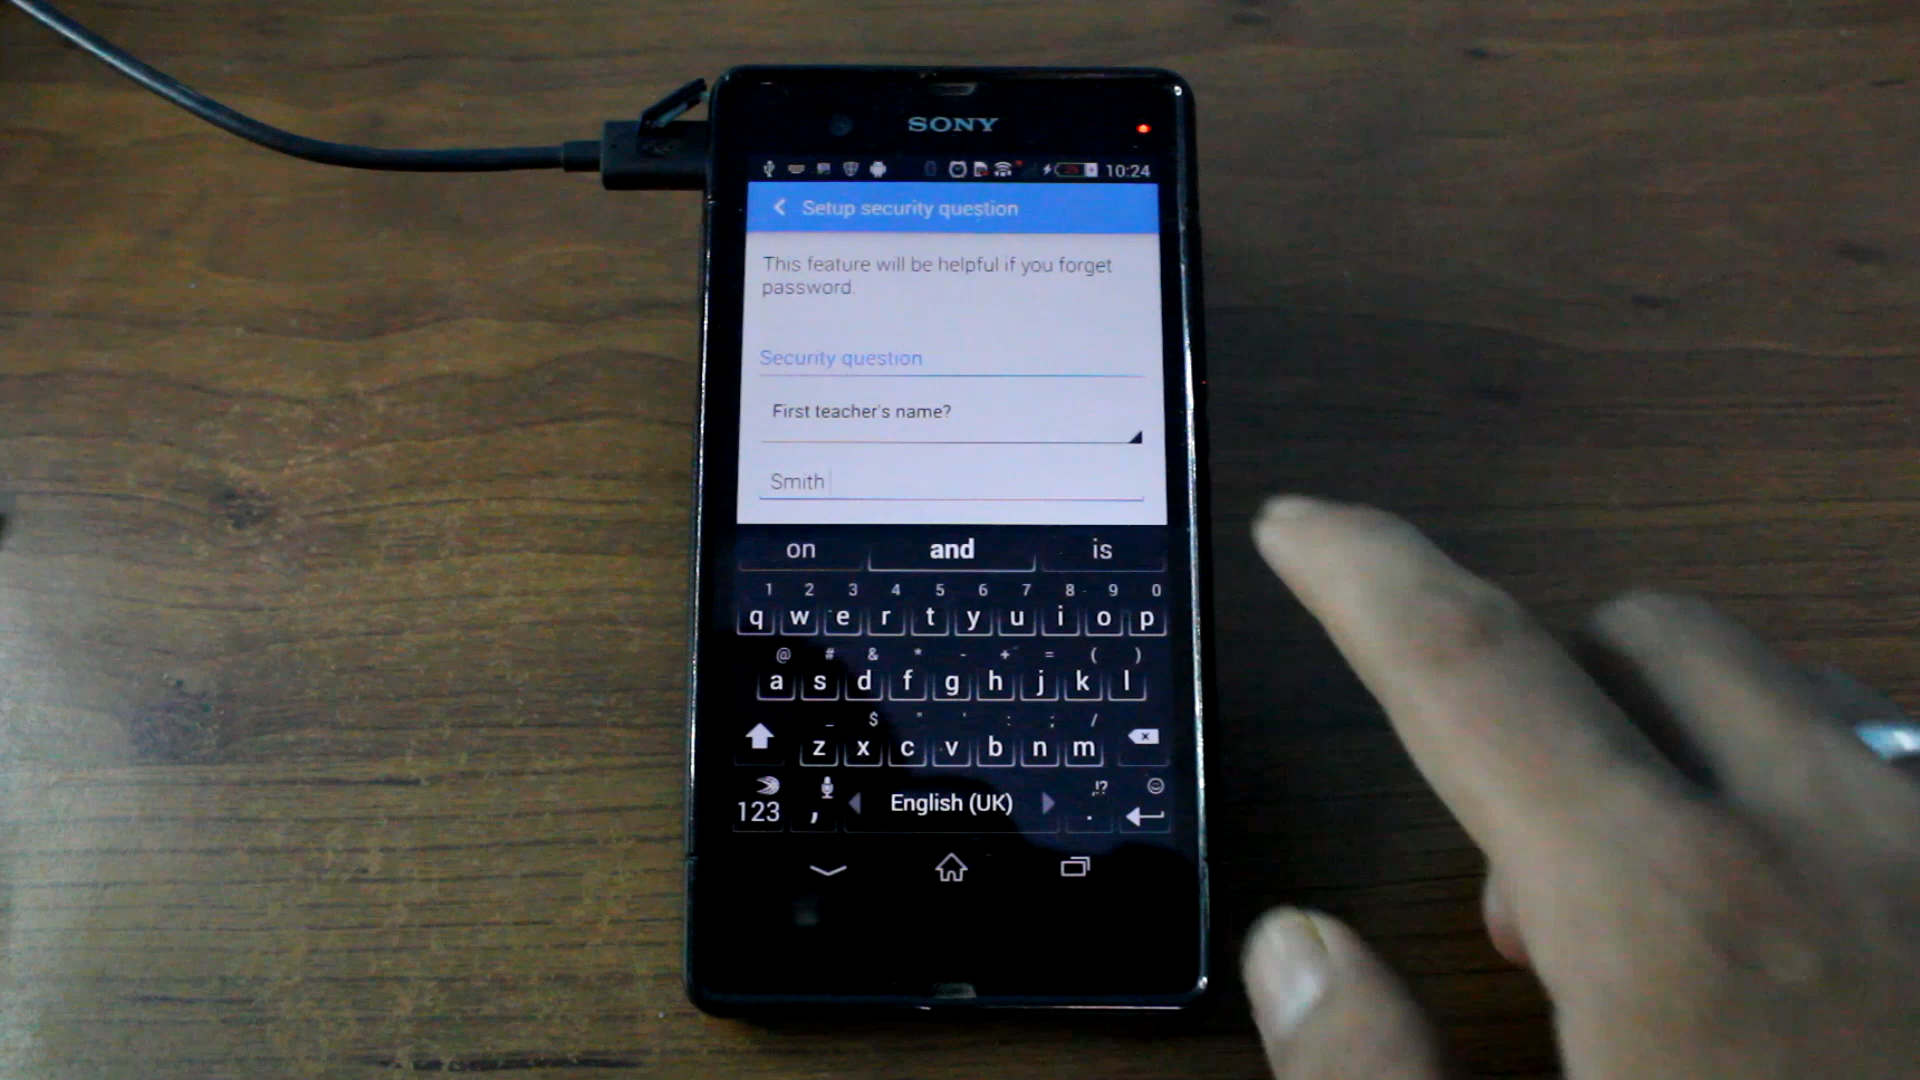 SONY
10:24
Setup security question
This feature will be helpful if you forget
password.
Security question
First teacher's name?
Smith
on and is
1 2 3 4 5 6 7 8 9 0
q w e r t y u i o p
@ # & * - + = ( )
a s d f g h j k l
_ $ " ' : ; /
z x c v b n m
!?
123 , English (UK) .